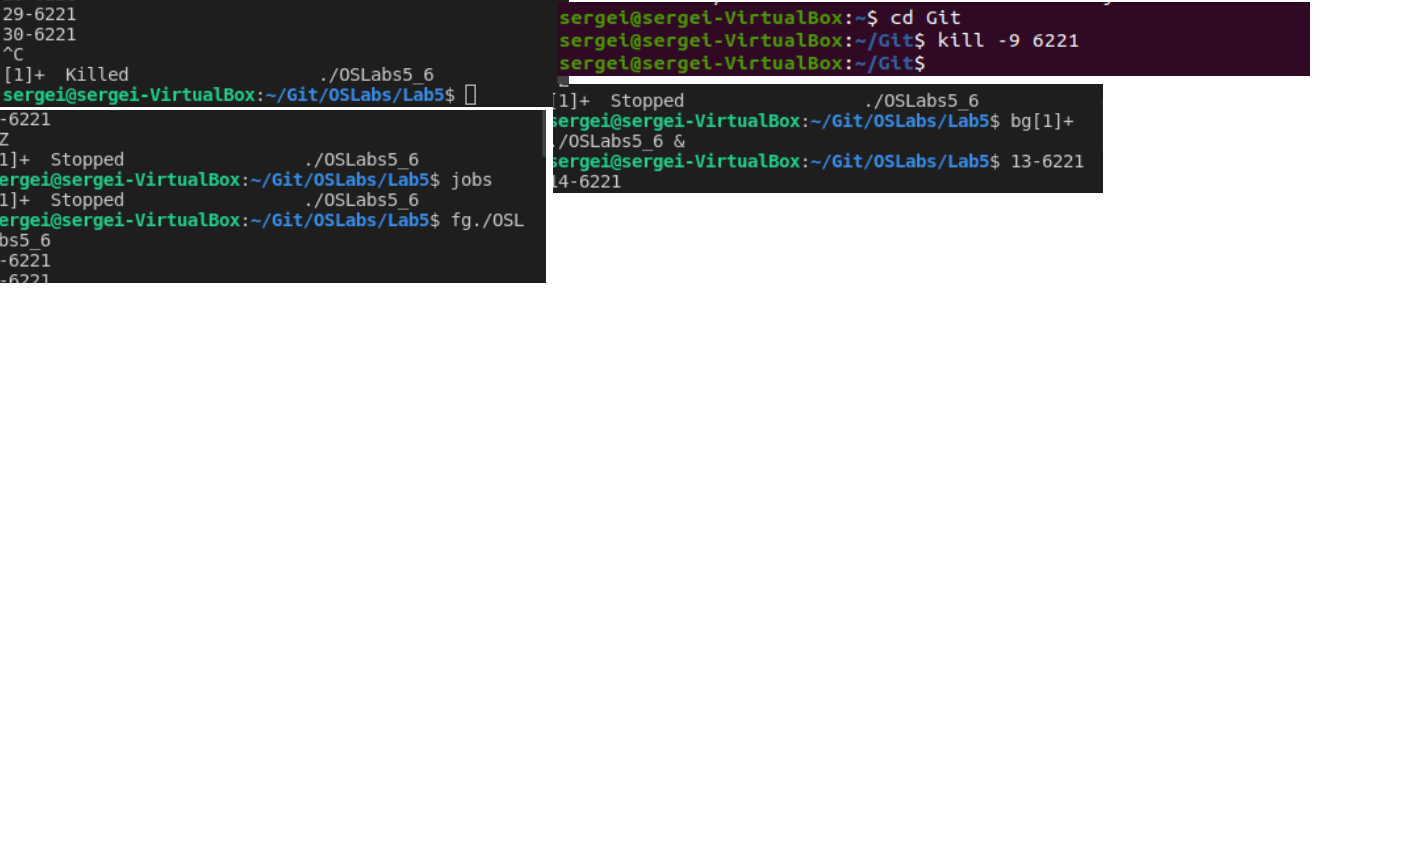 29-6221
30-6221
^C
[1]+  Killed                  ./OSLabs5_6
sergei@sergei-VirtualBox:~/Git/OSLabs/Lab5$
sergei@sergei-VirtualBox:~$ cd Git
sergei@sergei-VirtualBox:~/Git$ kill -9 6221
sergei@sergei-VirtualBox:~/Git$
-6221
Z
1]+  Stopped                  ./OSLabs5_6
ergei@sergei-VirtualBox:~/Git/OSLabs/Lab5$ jobs
1]+  Stopped                  ./OSLabs5_6
ergei@sergei-VirtualBox:~/Git/OSLabs/Lab5$ fg./OSL
bs5_6
-6221
-6221
[1]+  Stopped                  ./OSLabs5_6
sergei@sergei-VirtualBox:~/Git/OSLabs/Lab5$ bg[1]+
./OSLabs5_6 &
sergei@sergei-VirtualBox:~/Git/OSLabs/Lab5$ 13-6221
14-6221